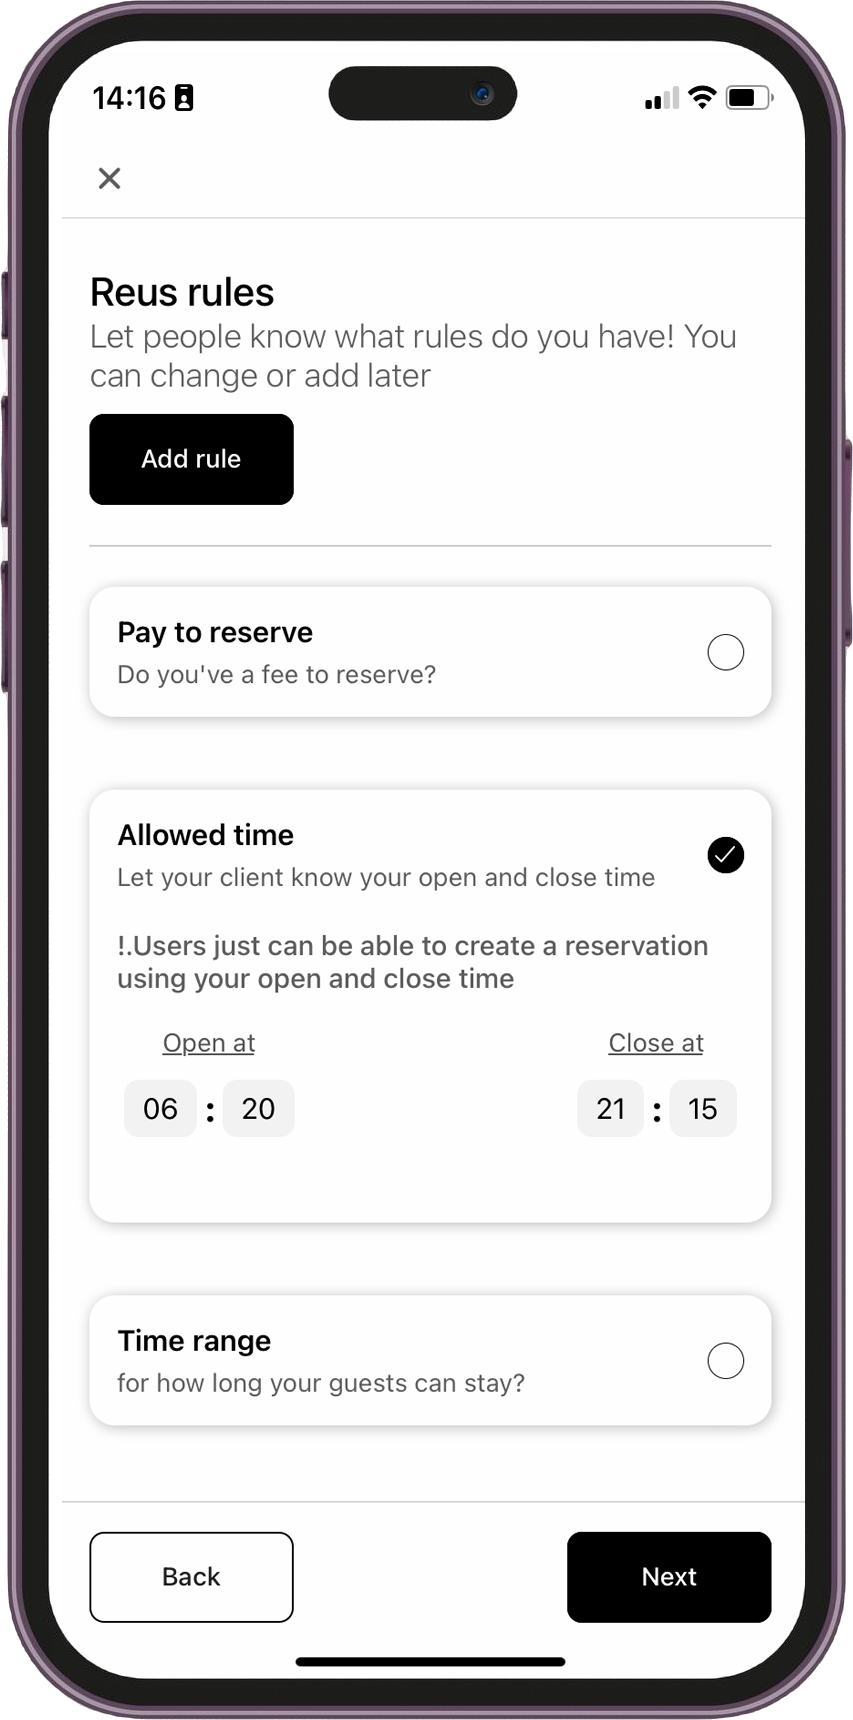 14:16
Reus rules
Let people know what rules do you have! You
can change or add later
Add rule
Pay to reserve
Do you've a fee to reserve?
Allowed time
Let your client know your open and close time
!.Users just can be able to create a reservation
using your open and close time
Open at Close at
06 : 20 21 : 15
Time range
for how long your guests can stay?
Back Next